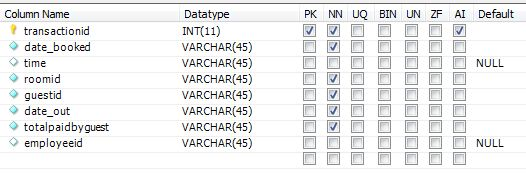 Column Name Datatype PK NN UQ BIN UN ZF AI Default
transactionid INT(11)
date_booked VARCHAR(45)
time VARCHAR(45) NULL
roomid VARCHAR(45)
guestid VARCHAR(45)
date_out VARCHAR(45)
totalpaidbyguest VARCHAR(45)
employeeid VARCHAR(45) NULL